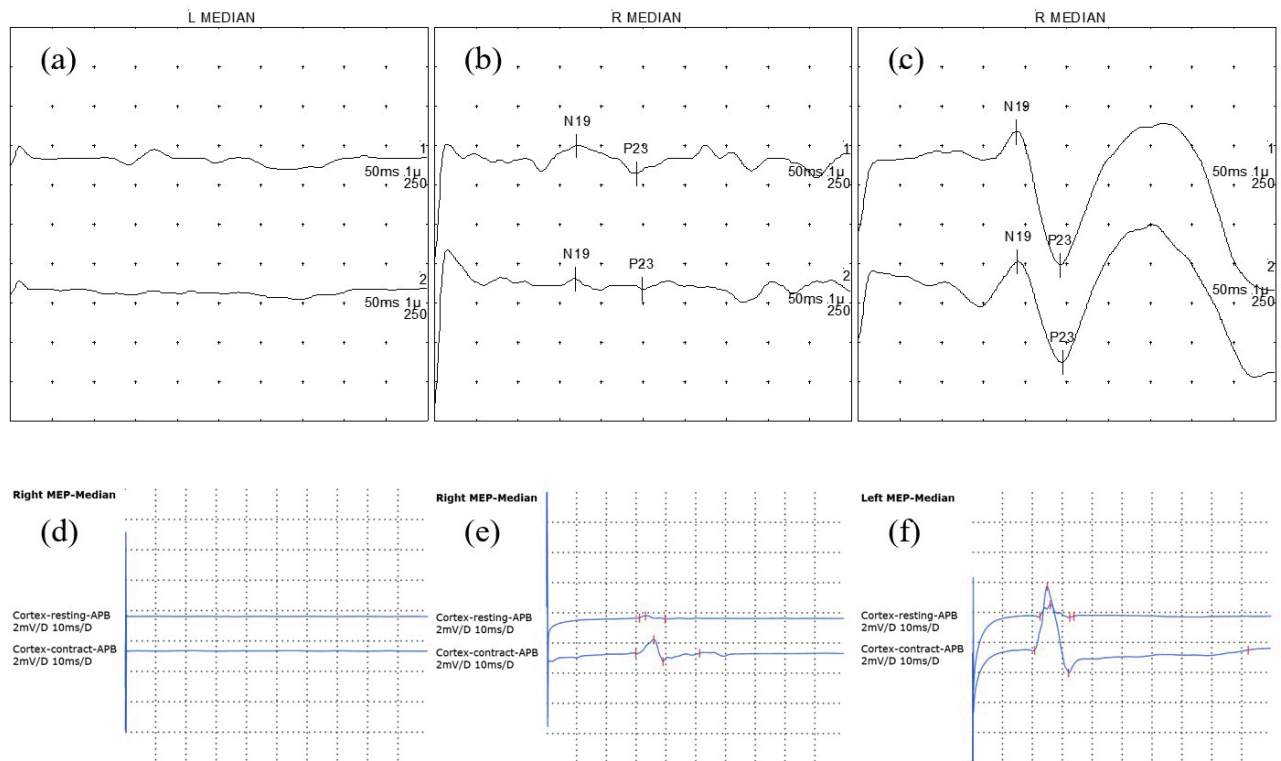 L MEDIAN
(a)
1
50ms 1µ
250
2
50ms 1µ
250
R MEDIAN
(b)
N19
P23
1
50ms 1µ
250
N19
P23
2
50ms 1µ
250
R MEDIAN
(c)
N19
1
50ms 1µ
250
P23
N19
2
50ms 1µ
250
P23
Right MEP-Median
(d)
Cortex-resting-APB
2mV/D 10ms/D
Cortex-contract-APB
2mV/D 10ms/D
Right MEP-Median
(e)
Cortex-resting-APB
2mV/D 10ms/D
Cortex-contract-APB
2mV/D 10ms/D
Left MEP-Median
(f)
Cortex-resting-APB
2mV/D 10ms/D
Cortex-contract-APB
2mV/D 10ms/D